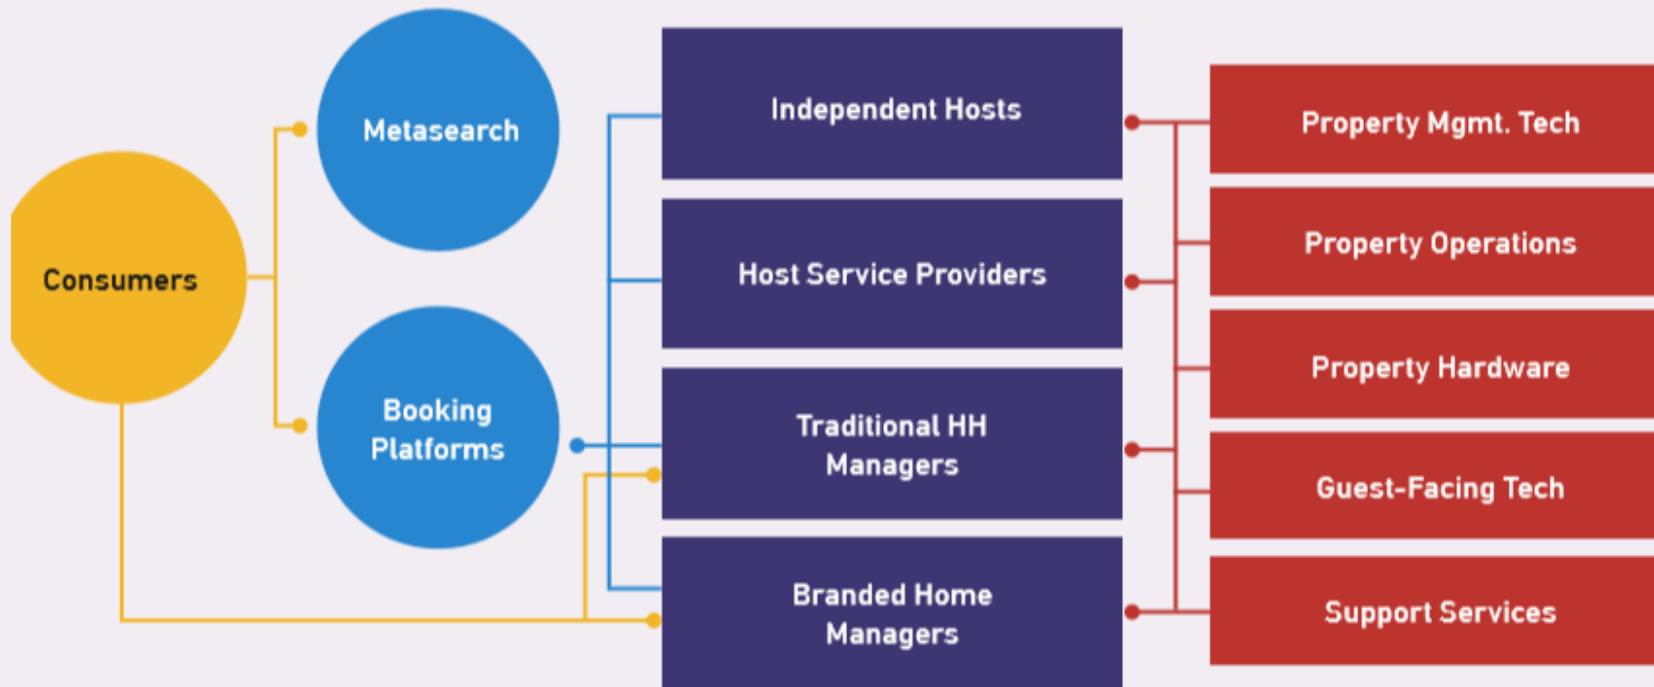 Consumers
Metasearch
Booking
Platforms
Independent Hosts
Host Service Providers
Traditional HH
Managers
Branded Home
Managers
Property Mgmt. Tech
Property Operations
Property Hardware
Guest-Facing Tech
Support Services